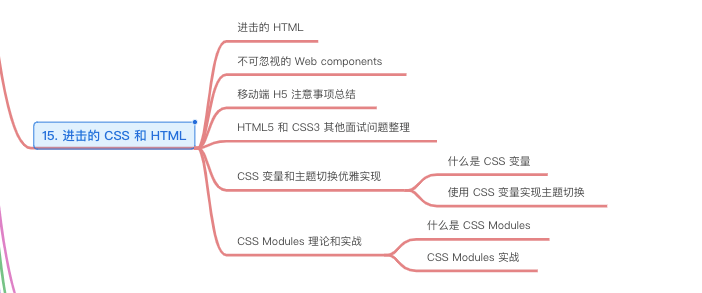 进击的 HTML
不可忽视的 Web components
移动端 H5 注意事项总结
15. 进击的 CSS 和 HTML
HTML5 和 CSS3 其他面试问题整理
什么是 CSS 变量
CSS 变量和主题切换优雅实现
使用 CSS 变量实现主题切换
什么是 CSS Modules
CSS Modules 理论和实战
CSS Modules 实战